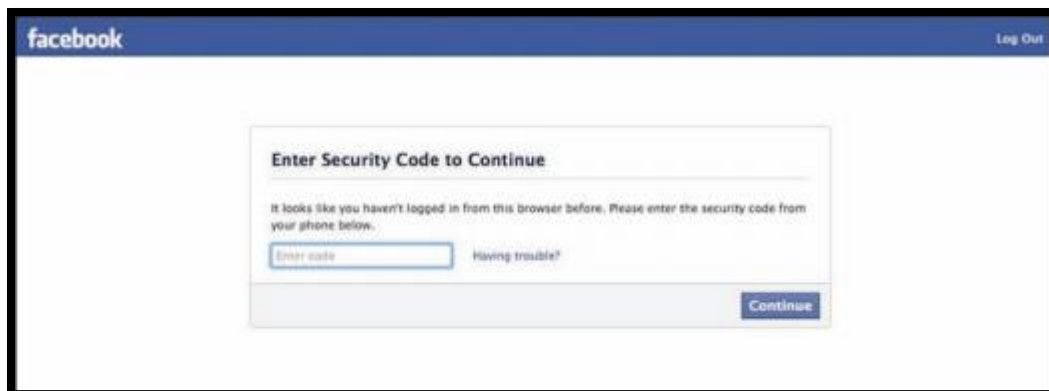 facebook
Log Out
Enter Security Code to Continue
It looks like you haven't logged in from this browser before. Please enter the security code from
your phone below.
Enter code
Having trouble?
Continue